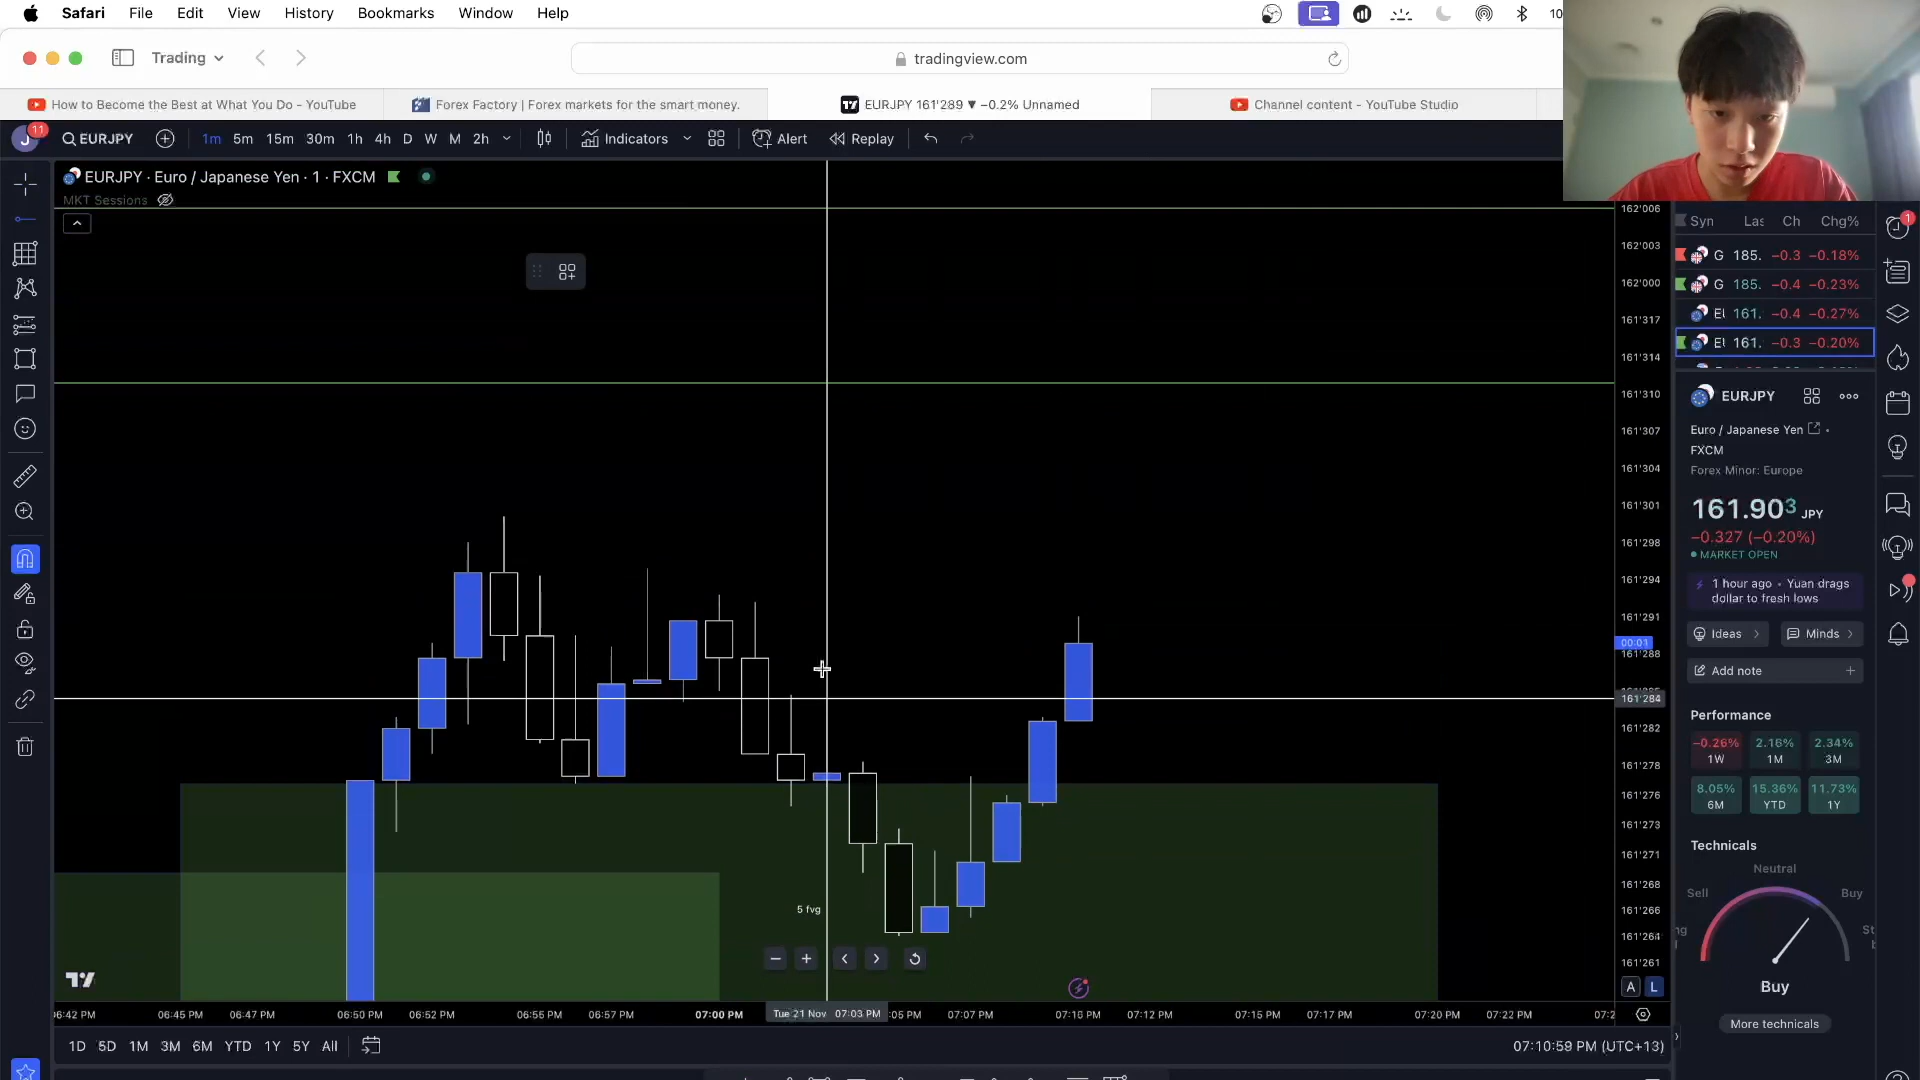 Safari File Edit View History Bookmarks Window Help
Trading
tradingview.com
How to Become the Best at What You Do - YouTube
Forex Factory | Forex markets for the smart money.
EURJPY 161'289 ▼ −0.2% Unnamed
Channel content - YouTube Studio
J 11
EURJPY
1m 5m 15m 30m 1h 4h D W M 2h
Indicators
Alert
Replay
EURJPY · Euro / Japanese Yen · 1 · FXCM
MKT Sessions
162'006
162'003
162'000
161'317
161'314
161'310
161'307
161'304
161'301
161'298
161'294
161'291
00:01
161'288
161'284
161'282
161'278
161'276
161'273
161'271
161'268
161'266
161'264
161'261
5 fvg
A L
06:45 PM 06:47 PM 06:50 PM 06:52 PM 06:55 PM 06:57 PM 07:00 PM Tue 21 Nov 07:03 PM :05 PM 07:07 PM 07:10 PM 07:12 PM 07:15 PM 07:17 PM 07:20 PM 07:22 PM
1D 5D 1M 3M 6M YTD 1Y 5Y All
07:10:59 PM (UTC+13)
Syn Las Ch Chg%
G 185. −0.3 −0.18%
G 185. −0.4 −0.23%
EU 161. −0.4 −0.27%
EU 161. −0.3 −0.20%
EURJPY
Euro / Japanese Yen
FXCM
Forex Minor: Europe
161.903 JPY
−0.327 (−0.20%)
MARKET OPEN
1 hour ago • Yuan drags
dollar to fresh lows
Ideas
Minds
Add note
Performance
−0.26% 2.16% 2.34%
1W 1M 3M
8.05% 15.36% 11.73%
6M YTD 1Y
Technicals
Neutral
Sell Buy
Buy
More technicals
1